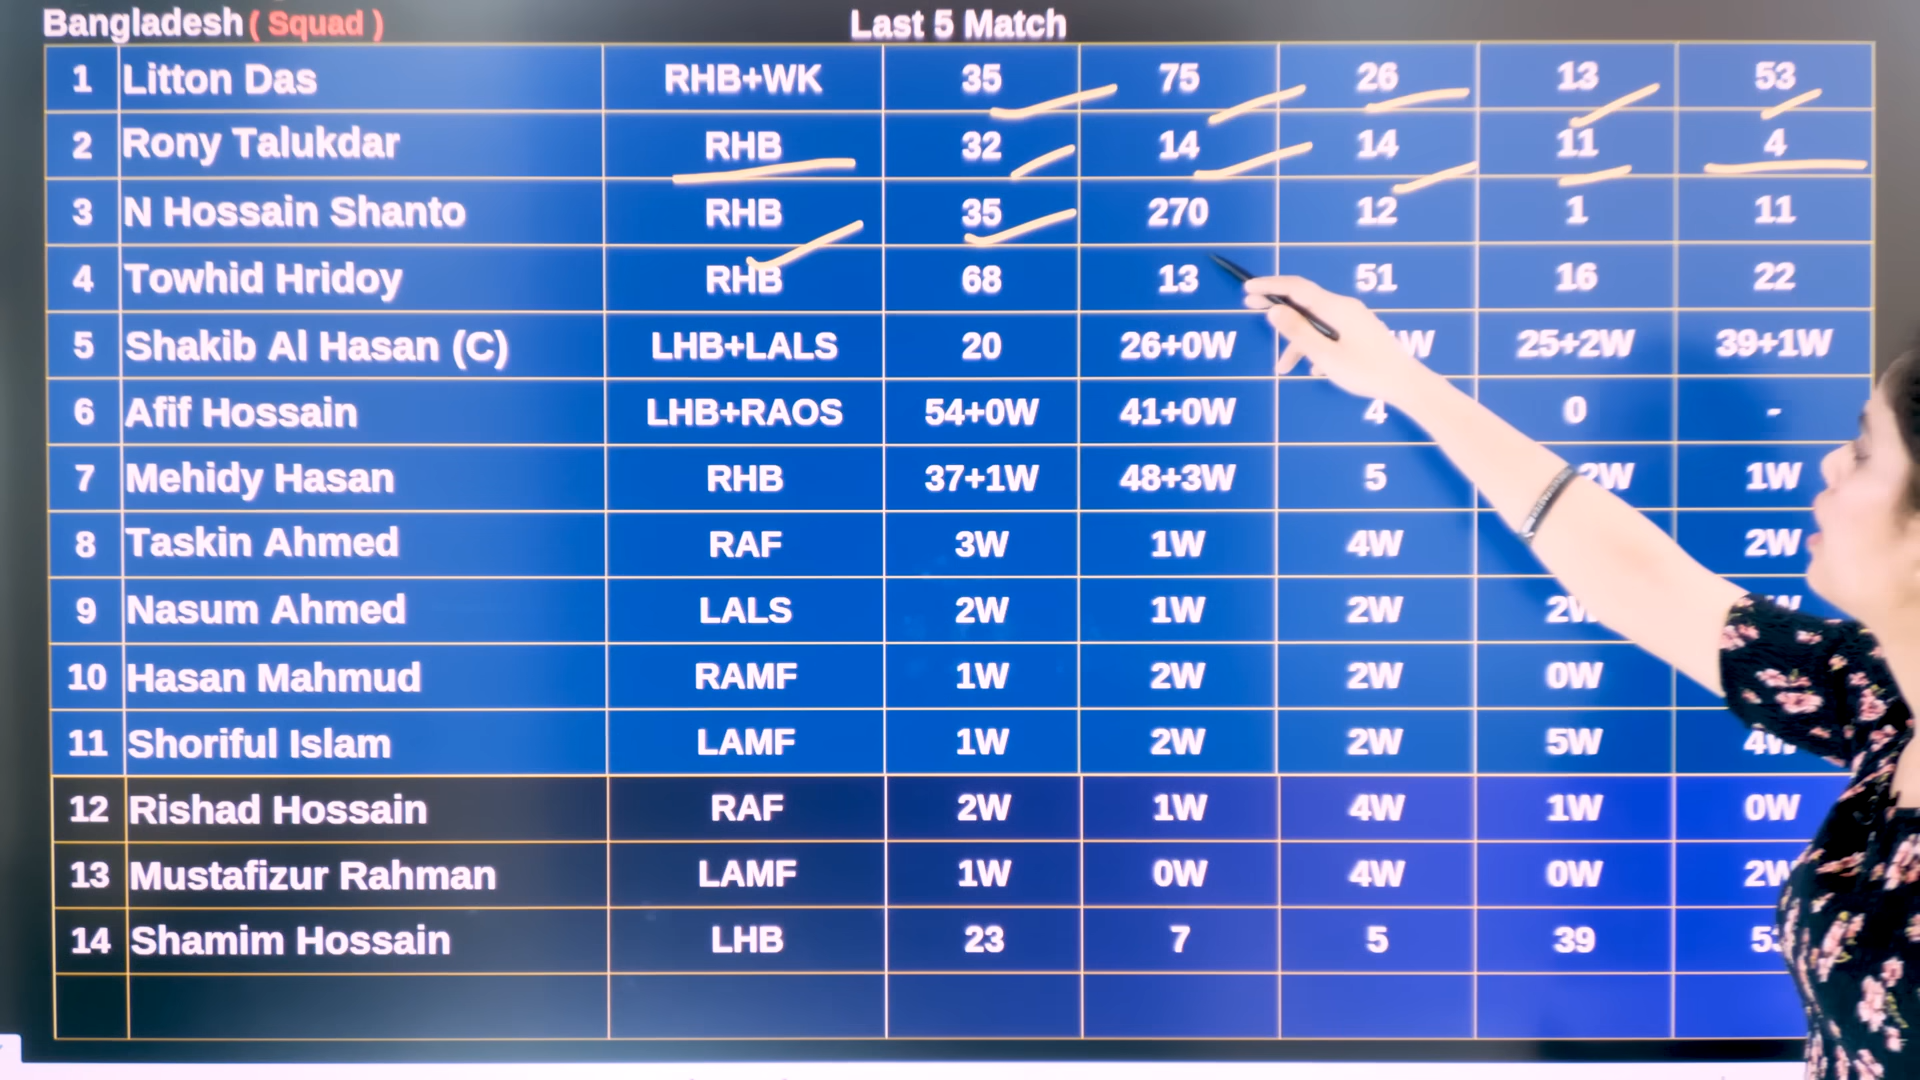 Bangladesh ( Squad ) Last 5 Match
1 Litton Das RHB+WK 35 75 26 13 53
2 Rony Talukdar RHB 32 14 14 11 4
3 N Hossain Shanto RHB 35 270 12 1 11
4 Towhid Hridoy RHB 68 13 51 16 22
5 Shakib Al Hasan (C) LHB+LALS 20 26+0W 25+2W 39+1W
6 Afif Hossain LHB+RAOS 54+0W 41+0W 4 0 -
7 Mehidy Hasan RHB 37+1W 48+3W 5 1W
8 Taskin Ahmed RAF 3W 1W 4W 2W
9 Nasum Ahmed LALS 2W 1W 2W 2W
10 Hasan Mahmud RAMF 1W 2W 2W 0W
11 Shoriful Islam LAMF 1W 2W 2W 5W 4W
12 Rishad Hossain RAF 2W 1W 4W 1W 0W
13 Mustafizur Rahman LAMF 1W 0W 4W 0W 2W
14 Shamim Hossain LHB 23 7 5 39